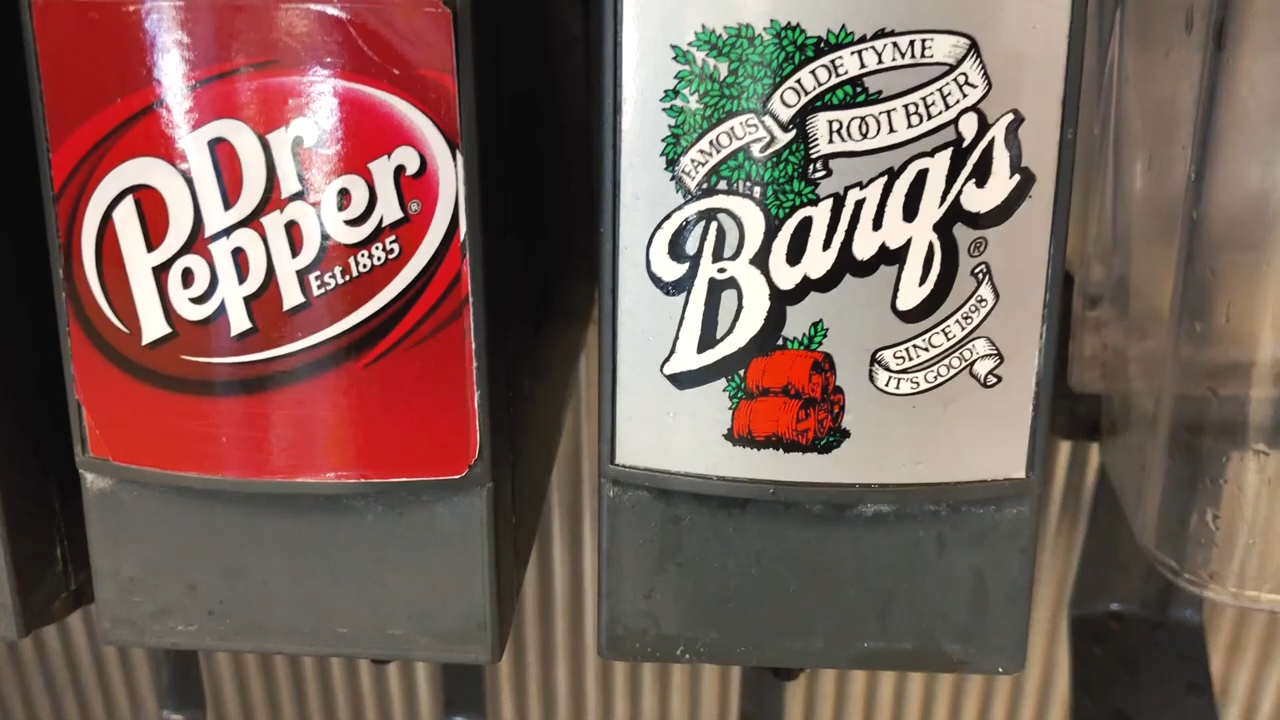 Dr
Pepper
®
Est.1885
FAMOUS OLDE TYME
ROOT BEER
Barq's
®
SINCE 1898
IT'S GOOD!